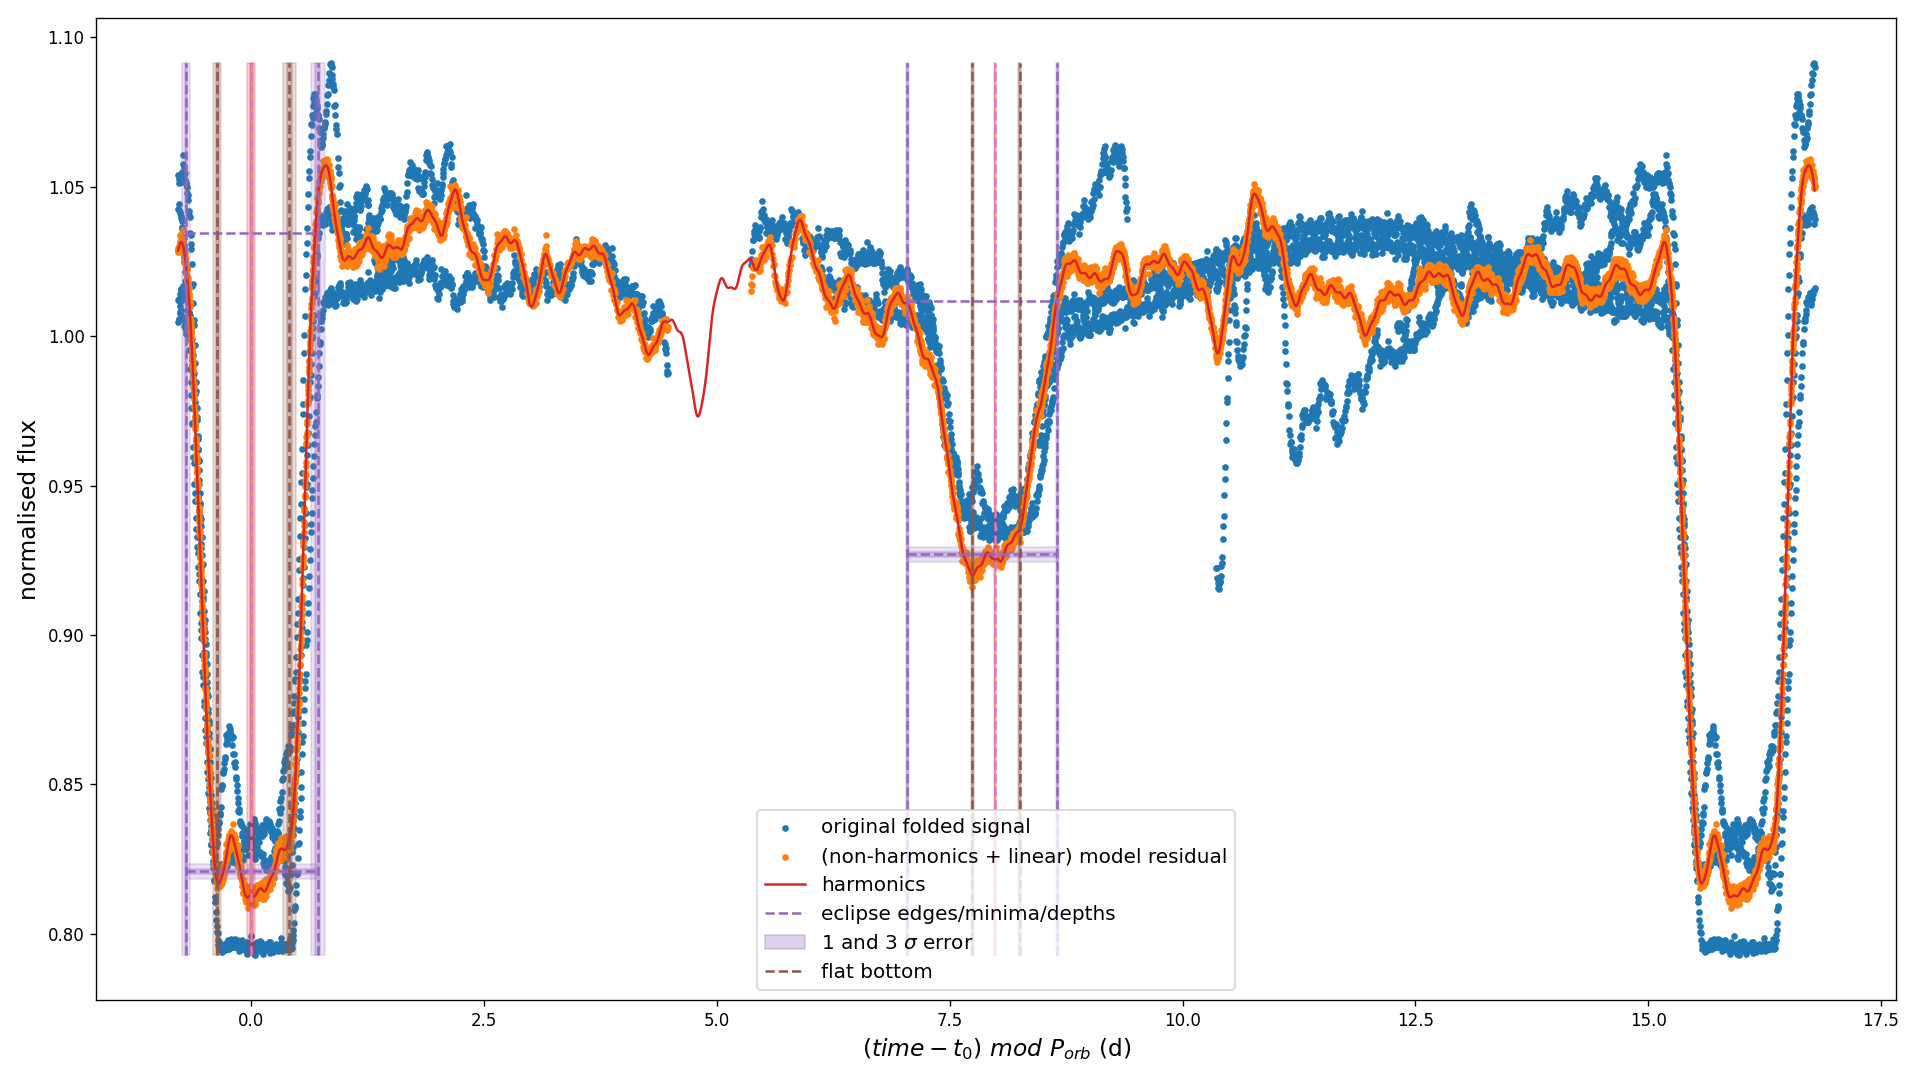 1.10
1.05
1.00
0.95
0.90
0.85
0.80
normalised flux
original folded signal
(non-harmonics + linear) model residual
harmonics
eclipse edges/minima/depths
1 and 3 σ error
flat bottom
0.0 2.5 5.0 7.5 10.0 12.5 15.0 17.5
(time − t₀) mod Pₒᵣᵦ (d)